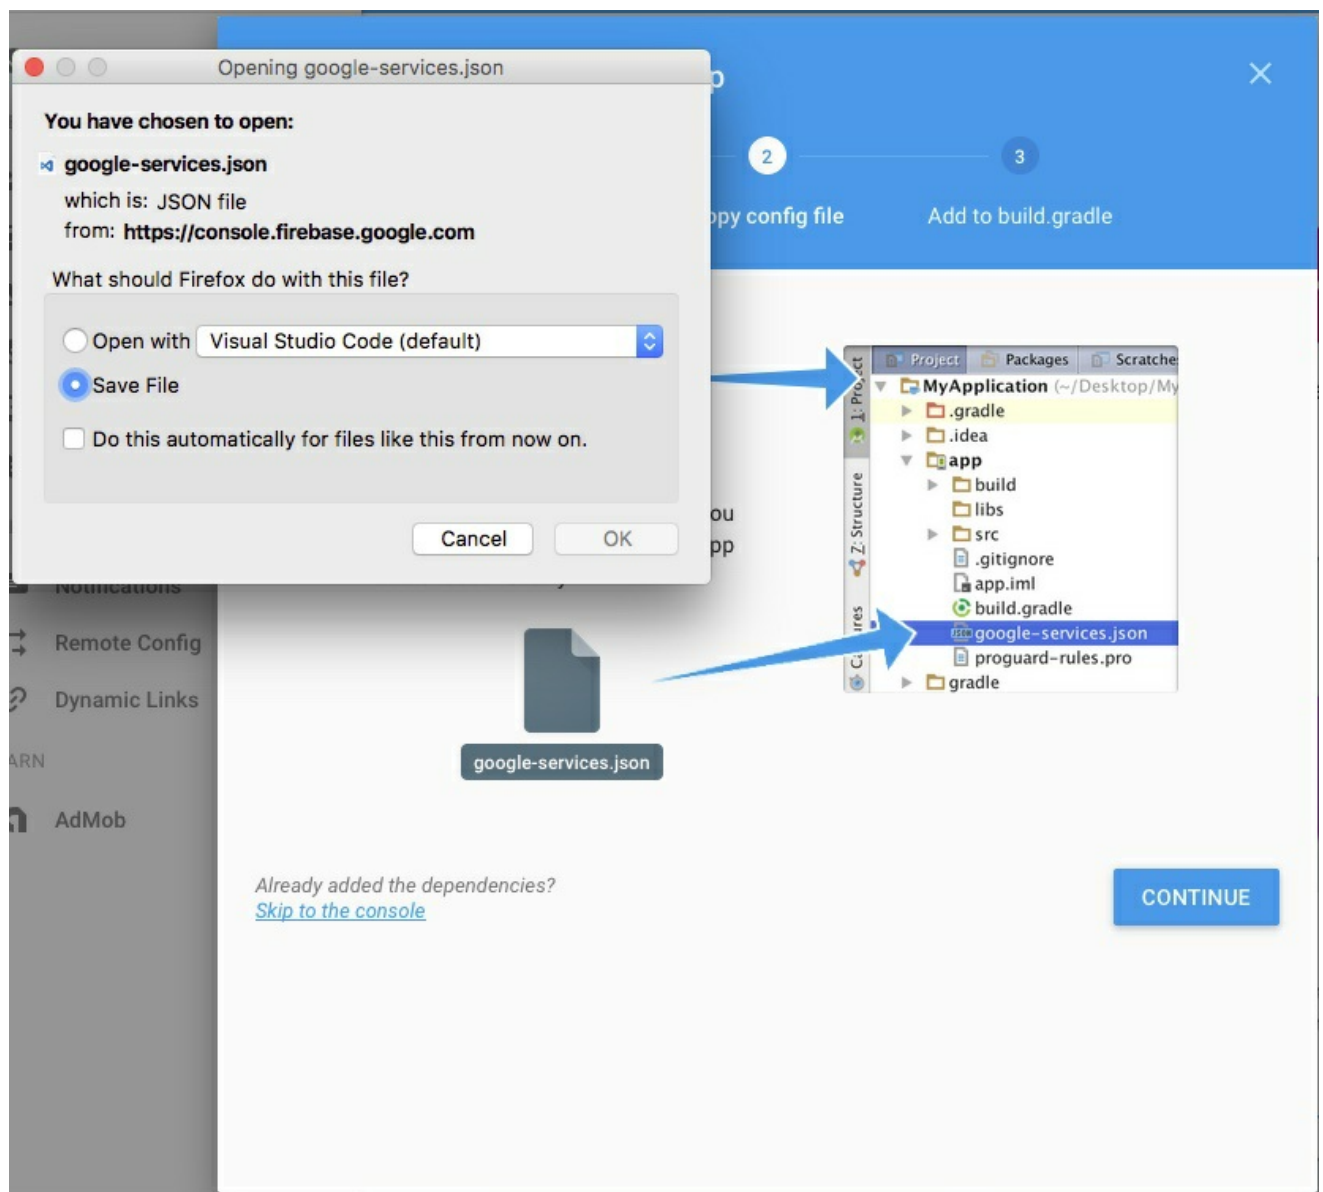 Opening google-services.json
You have chosen to open:
google-services.json
which is: JSON file
from: https://console.firebase.google.com
What should Firefox do with this file?
Open with Visual Studio Code (default)
Save File
Do this automatically for files like this from now on.
Cancel OK
2 3
config file Add to build.gradle
1: Project
Z: Structure
Project Packages
MyApplication (~/Desktop/My
.gradle
.idea
app
build
libs
src
.gitignore
app.iml
build.gradle
google-services.json
proguard-rules.pro
gradle
Notifications
Remote Config
Dynamic Links
AdMob
google-services.json
Already added the dependencies?
Skip to the console
CONTINUE